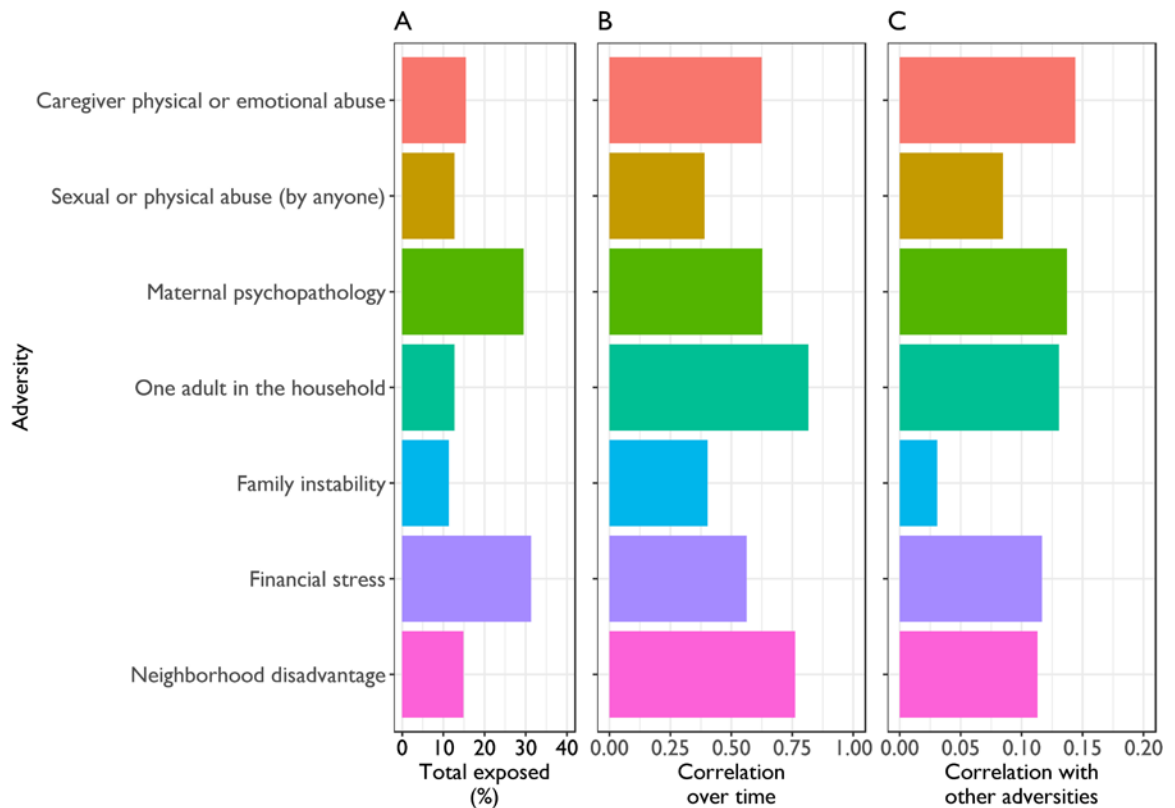 A
B
C
Caregiver physical or emotional abuse
Sexual or physical abuse (by anyone)
Maternal psychopathology
One adult in the household
Family instability
Financial stress
Neighborhood disadvantage
Adversity
0 10 20 30 40
0.00 0.25 0.50 0.75 1.00
0.00 0.05 0.10 0.15 0.20
Total exposed
(%)
Correlation
over time
Correlation with
other adversities